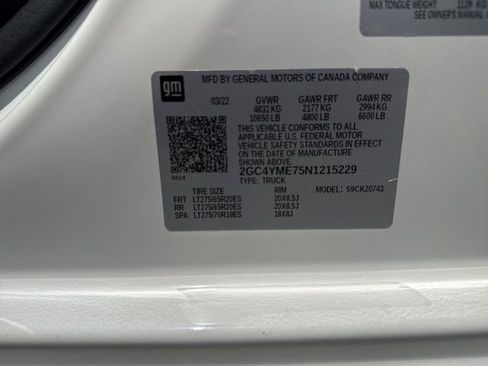 MAX TONGUE WEIGHT: 1129 KG
SEE OWNER'S MANUAL
gm
MFD BY GENERAL MOTORS OF CANADA COMPANY
03/22 GVWR GAWR FRT GAWR RR
4831 KG 2177 KG 2994 KG
10650 LB 4800 LB 6600 LB
THIS VEHICLE CONFORMS TO ALL
APPLICABLE U.S. FEDERAL MOTOR
VEHICLE SAFETY STANDARDS IN
EFFECT ON THE DATE OF
MANUFACTURE SHOWN ABOVE.
2GC4YME75N1215229
TYPE: TRUCK
TIRE SIZE RIM MODEL: 59CK20743
FRT LT275/65R20ES 20X8.5J
RR LT275/65R20ES 20X8.5J
SPA LT275/70R18ES 18X8J